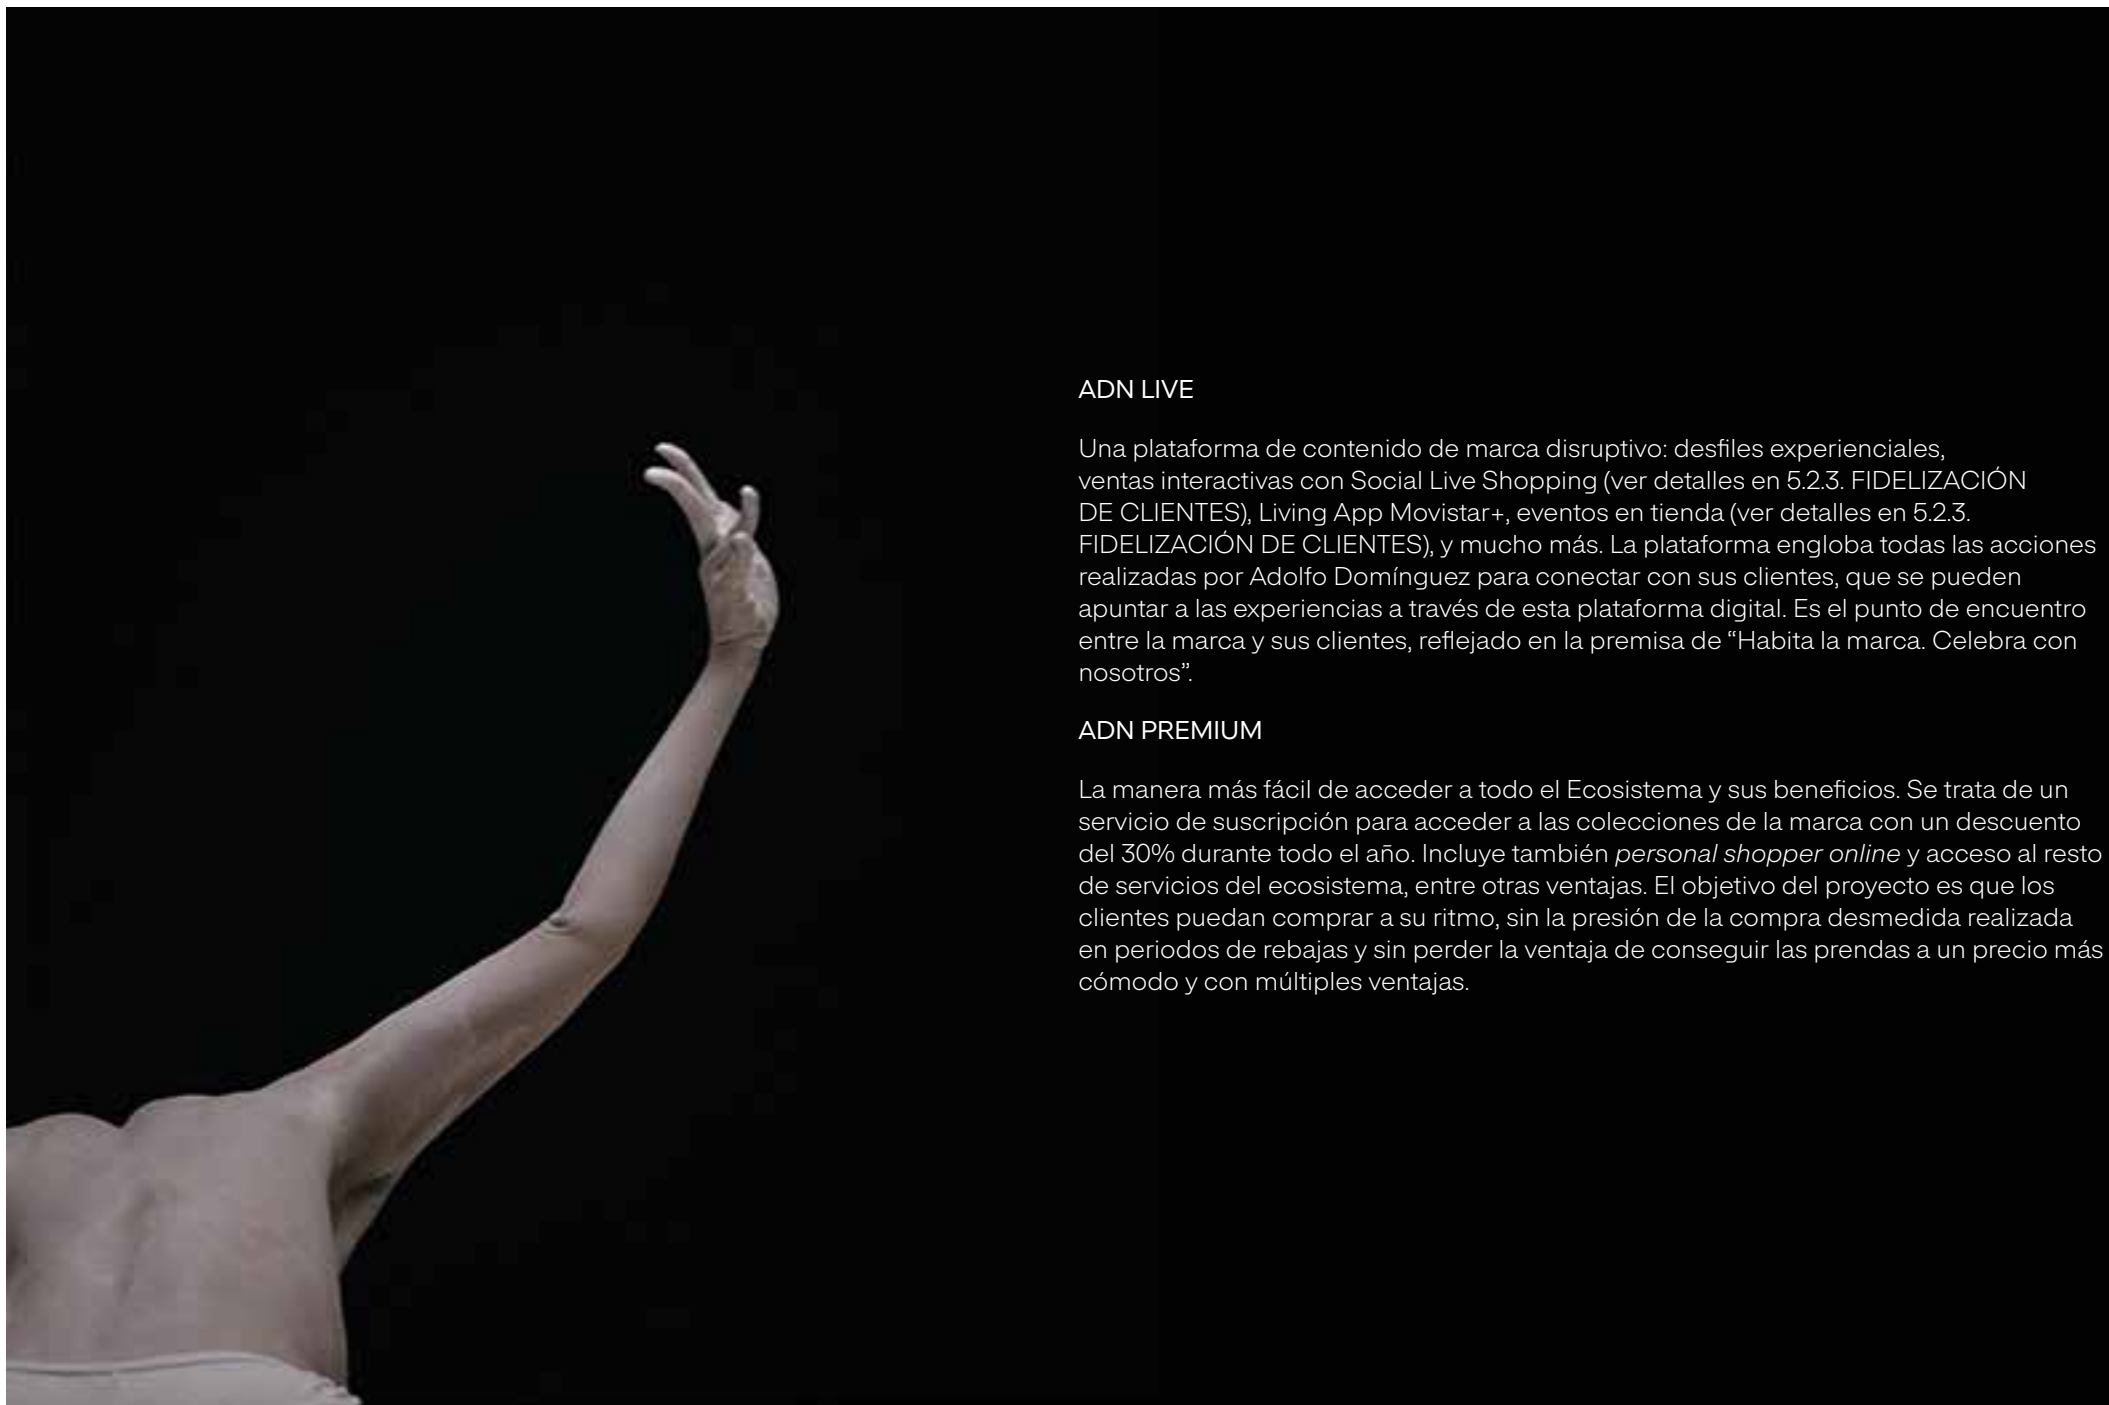 ADN LIVE
Una plataforma de contenido de marca disruptivo: desfiles experienciales,
ventas interactivas con Social Live Shopping (ver detalles en 5.2.3. FIDELIZACIÓN
DE CLIENTES), Living App Movistar+, eventos en tienda (ver detalles en 5.2.3.
FIDELIZACIÓN DE CLIENTES), y mucho más. La plataforma engloba todas las acciones
realizadas por Adolfo Domínguez para conectar con sus clientes, que se pueden
apuntar a las experiencias a través de esta plataforma digital. Es el punto de encuentro
entre la marca y sus clientes, reflejado en la premisa de “Habita la marca. Celebra con
nosotros”.
ADN PREMIUM
La manera más fácil de acceder a todo el Ecosistema y sus beneficios. Se trata de un
servicio de suscripción para acceder a las colecciones de la marca con un descuento
del 30% durante todo el año. Incluye también personal shopper online y acceso al resto
de servicios del ecosistema, entre otras ventajas. El objetivo del proyecto es que los
clientes puedan comprar a su ritmo, sin la presión de la compra desmedida realizada
en periodos de rebajas y sin perder la ventaja de conseguir las prendas a un precio más
cómodo y con múltiples ventajas.